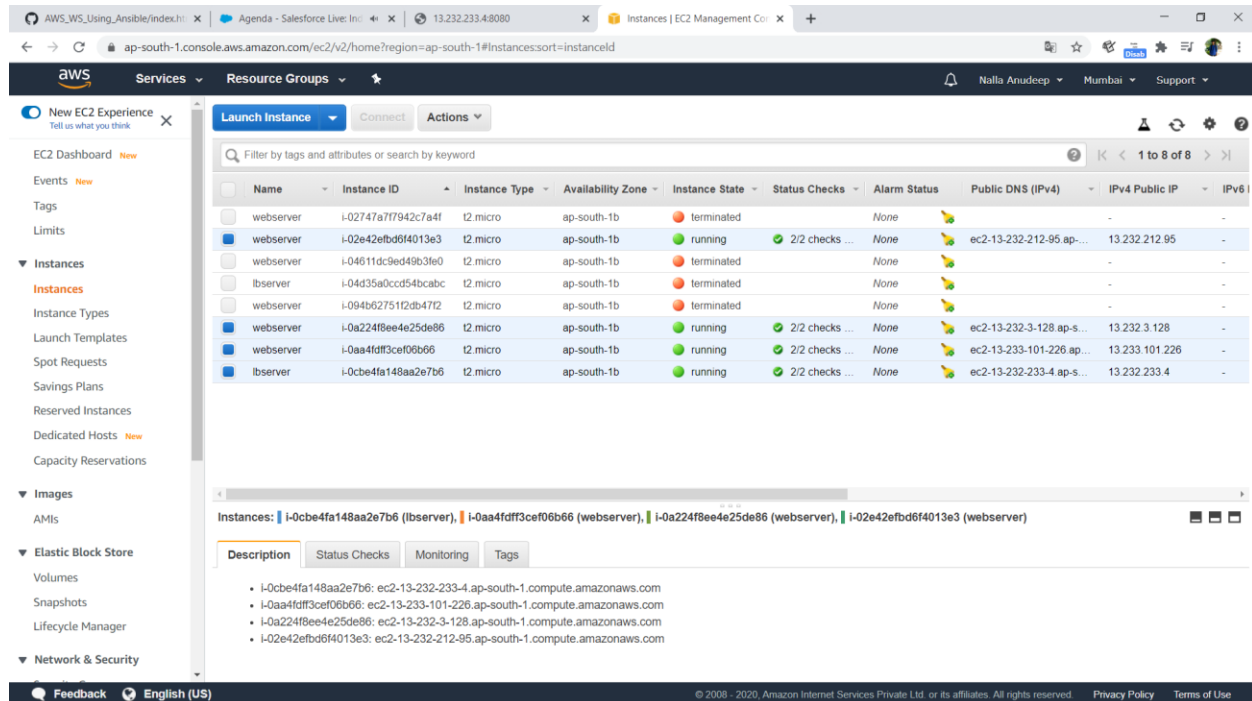 AWS_WS_Using_Ansible/index.ht
Agenda - Salesforce Live: Ind
13.232.233.4:8080
Instances | EC2 Management Con
ap-south-1.console.aws.amazon.com/ec2/v2/home?region=ap-south-1#Instances:sort=instanceId
Disab
aws Services Resource Groups Nalla Anudeep Mumbai Support
New EC2 Experience
Tell us what you think
EC2 Dashboard New
Events New
Tags
Limits
Instances
Instances
Instance Types
Launch Templates
Spot Requests
Savings Plans
Reserved Instances
Dedicated Hosts New
Capacity Reservations
Images
AMIs
Elastic Block Store
Volumes
Snapshots
Lifecycle Manager
Network & Security
Launch Instance Connect Actions
Filter by tags and attributes or search by keyword 1 to 8 of 8
Name Instance ID Instance Type Availability Zone Instance State Status Checks Alarm Status Public DNS (IPv4) IPv4 Public IP IPv6
webserver i-02747a7f7942c7a4f t2.micro ap-south-1b terminated None - -
webserver i-02e42efbd6f4013e3 t2.micro ap-south-1b running 2/2 checks ... None ec2-13-232-212-95.ap-... 13.232.212.95 -
webserver i-04611dc9ed49b3fe0 t2.micro ap-south-1b terminated None - -
lbserver i-04d35a0ccd54bcabc t2.micro ap-south-1b terminated None - -
webserver i-094b62751f2db47f2 t2.micro ap-south-1b terminated None - -
webserver i-0a224f8ee4e25de86 t2.micro ap-south-1b running 2/2 checks ... None ec2-13-232-3-128.ap-s... 13.232.3.128 -
webserver i-0aa4fdff3cef06b66 t2.micro ap-south-1b running 2/2 checks ... None ec2-13-233-101-226.ap... 13.233.101.226 -
lbserver i-0cbe4fa148aa2e7b6 t2.micro ap-south-1b running 2/2 checks ... None ec2-13-232-233-4.ap-s... 13.232.233.4 -
Instances: i-0cbe4fa148aa2e7b6 (lbserver), i-0aa4fdff3cef06b66 (webserver), i-0a224f8ee4e25de86 (webserver), i-02e42efbd6f4013e3 (webserver)
Description Status Checks Monitoring Tags
• i-0cbe4fa148aa2e7b6: ec2-13-232-233-4.ap-south-1.compute.amazonaws.com
• i-0aa4fdff3cef06b66: ec2-13-233-101-226.ap-south-1.compute.amazonaws.com
• i-0a224f8ee4e25de86: ec2-13-232-3-128.ap-south-1.compute.amazonaws.com
• i-02e42efbd6f4013e3: ec2-13-232-212-95.ap-south-1.compute.amazonaws.com
Feedback English (US) © 2008 - 2020, Amazon Internet Services Private Ltd. or its affiliates. All rights reserved. Privacy Policy Terms of Use